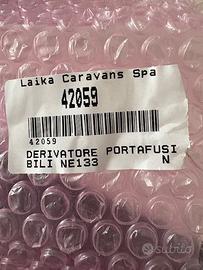 Laika Caravans Spa
42059
42059
DERIVATORE PORTAFUSI
BILI NE133 N
subito